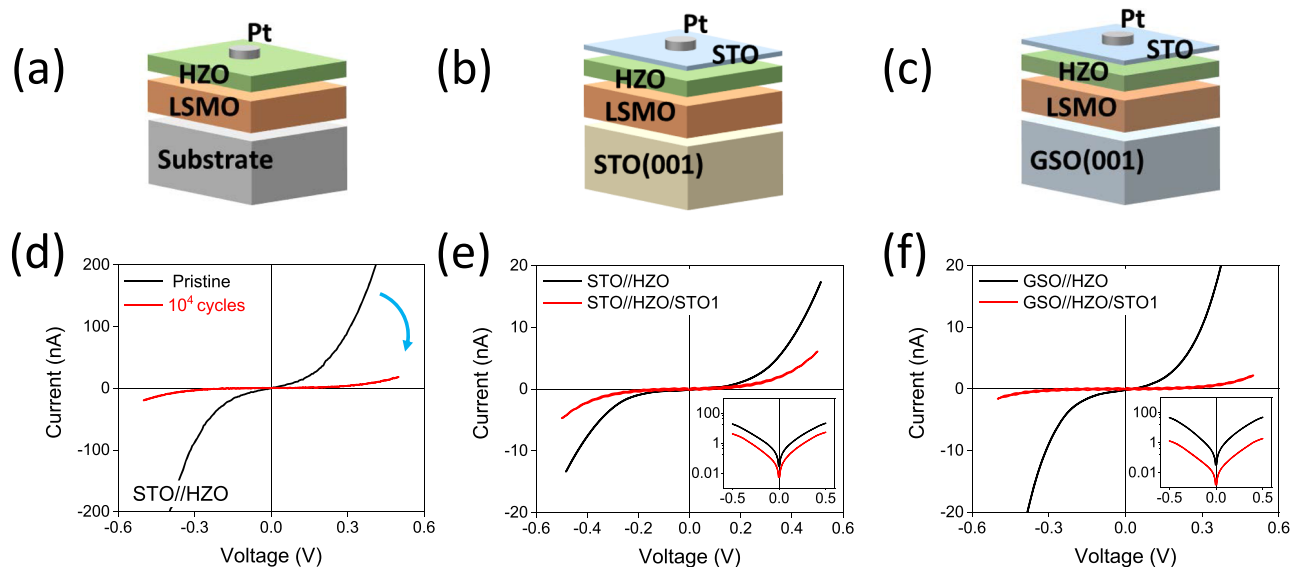 (a)
Pt
HZO
LSMO
Substrate
(b)
Pt
STO
HZO
LSMO
STO(001)
(c)
Pt
STO
HZO
LSMO
GSO(001)
(d)
200
100
0
-100
-200
Current (nA)
Pristine
10⁴ cycles
STO//HZO
-0.6 -0.3 0.0 0.3 0.6
Voltage (V)
(e)
20
10
0
-10
-20
Current (nA)
STO//HZO
STO//HZO/STO1
100
1
0.01
-0.5 0.0 0.5
-0.6 -0.4 -0.2 0.0 0.2 0.4 0.6
Voltage (V)
(f)
20
10
0
-10
-20
Current (nA)
GSO//HZO
GSO//HZO/STO1
100
1
0.01
-0.5 0.0 0.5
-0.6 -0.3 0.0 0.3 0.6
Voltage (V)